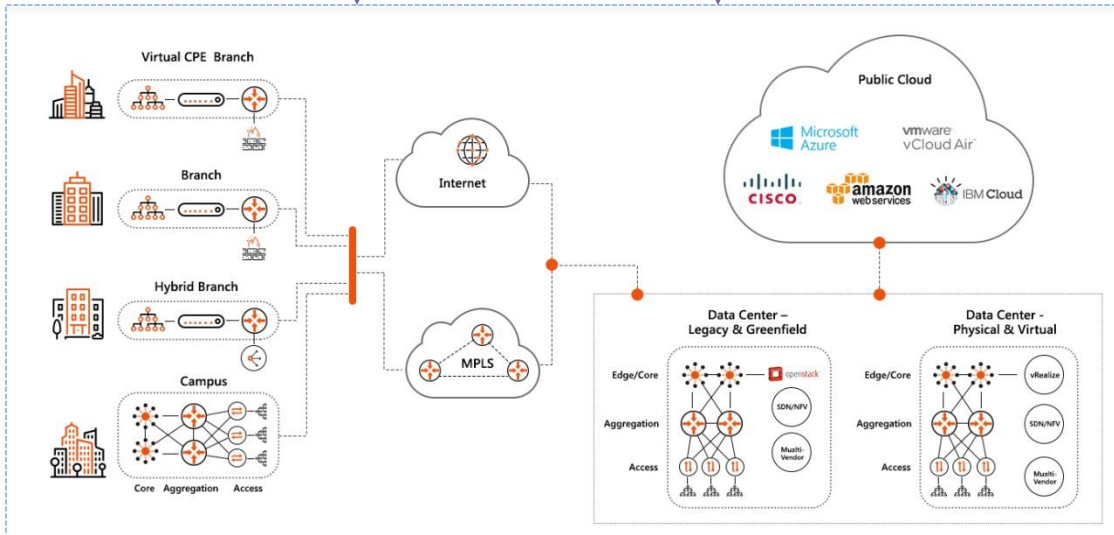 Virtual CPE Branch
Branch
Hybrid Branch
Campus
Core Aggregation Access
Internet
MPLS
Public Cloud
Microsoft
Azure
vmware
vCloud Air
CISCO
amazon
web services
IBM Cloud
Data Center –
Legacy & Greenfield
Edge/Core
openstack
SDN/NFV
Aggregation
Mualti-
Vendor
Access
Data Center -
Physical & Virtual
Edge/Core
vRealize
Aggregation
SDN/NFV
Access
Muslti-
Vendor